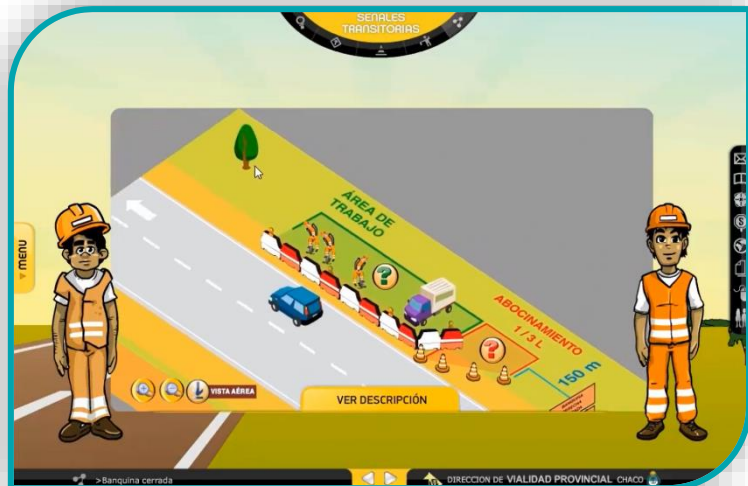 SEÑALES
TRANSITORIAS
ÁREA DE
TRABAJO
?
ABOCINAMIENTO
1/3 L
?
150 m
MENU
VISTA AÉREA
VER DESCRIPCIÓN
>Banquina cerrada
DIRECCION DE VIALIDAD PROVINCIAL CHACO